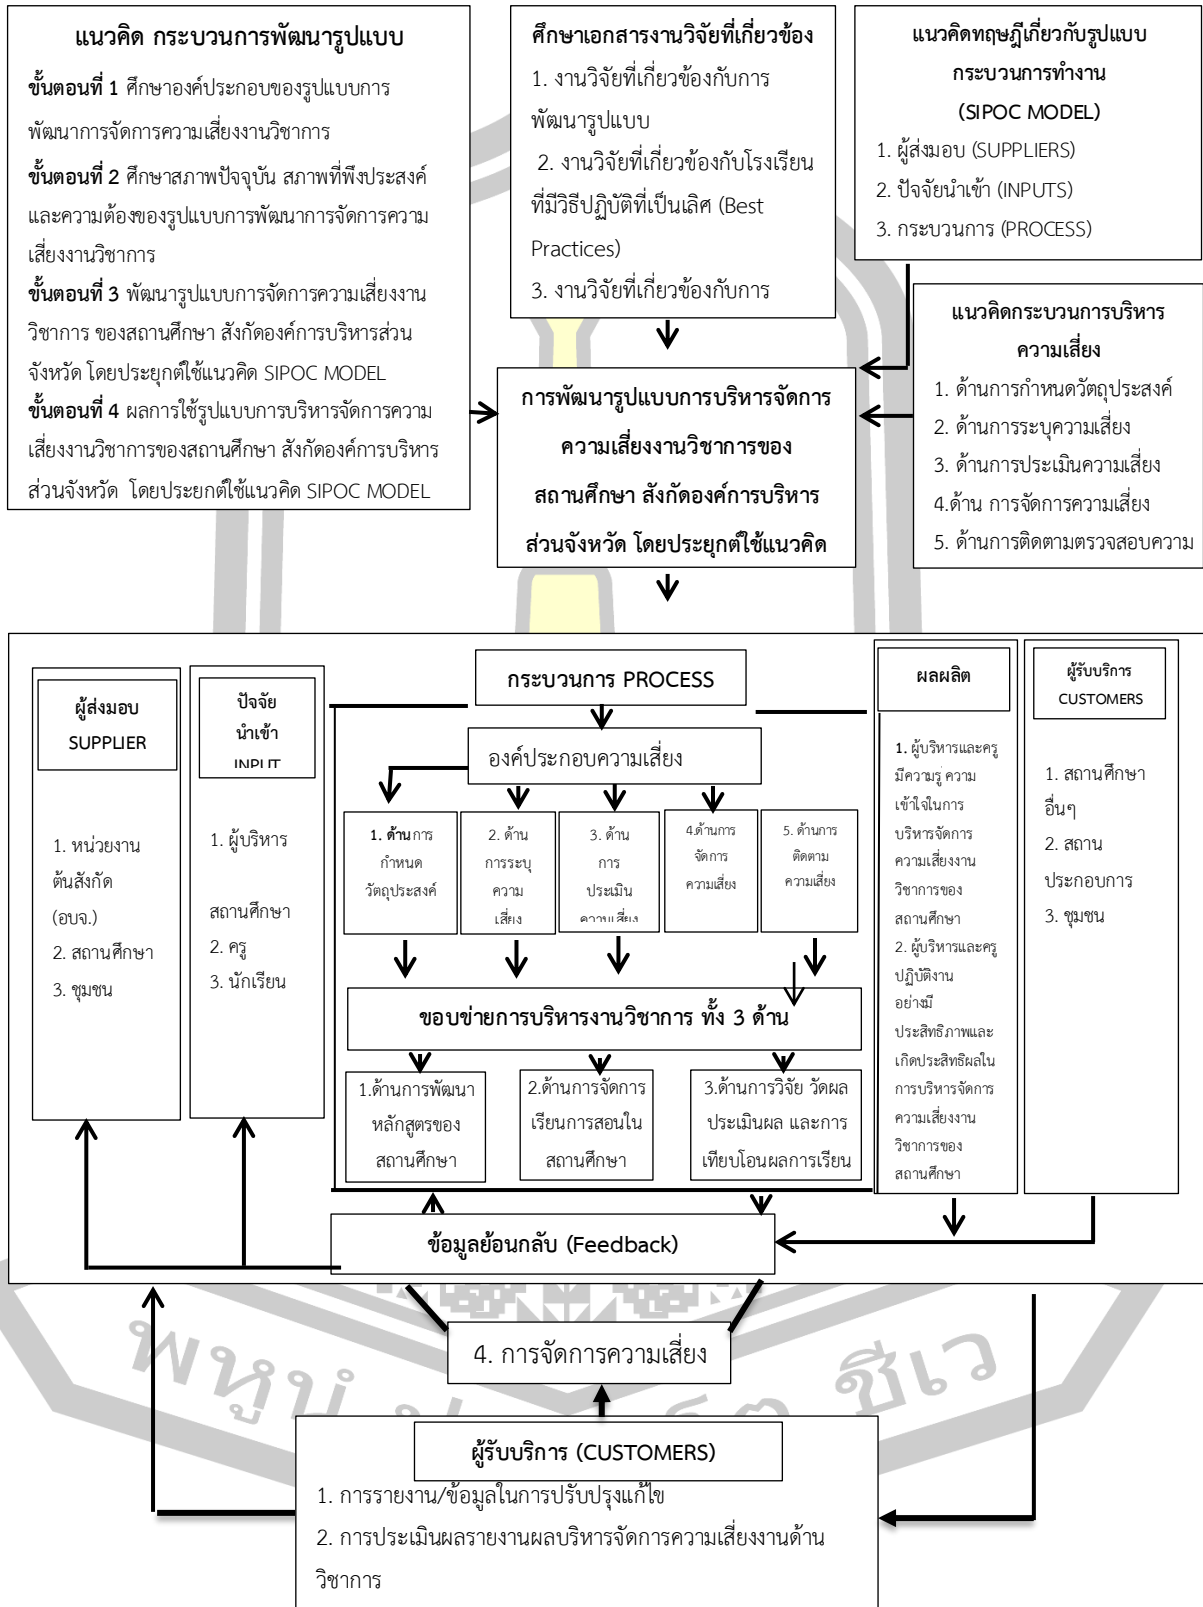 แนวคิด กระบวนการพัฒนารูปแบบ
ขั้นตอนที่ 1 ศึกษาองค์ประกอบของรูปแบบการ
พัฒนาการจัดการความเสี่ยงงานวิชาการ
ขั้นตอนที่ 2 ศึกษาสภาพปัจจุบัน สภาพที่พึงประสงค์
และความต้องของรูปแบบการพัฒนาการจัดการความ
เสี่ยงงานวิชาการ
ขั้นตอนที่ 3 พัฒนารูปแบบการจัดการความเสี่ยงงาน
วิชาการ ของสถานศึกษา สังกัดองค์การบริหารส่วน
จังหวัด โดยประยุกต์ใช้แนวคิด SIPOC MODEL
ขั้นตอนที่ 4 ผลการใช้รูปแบบการบริหารจัดการความ
เสี่ยงงานวิชาการของสถานศึกษา สังกัดองค์การบริหาร
ส่วนจังหวัด โดยประยกต์ใช้แนวคิด SIPOC MODEL
ศึกษาเอกสารงานวิจัยที่เกี่ยวข้อง
1. งานวิจัยที่เกี่ยวข้องกับการ
พัฒนารูปแบบ
2. งานวิจัยที่เกี่ยวข้องกับโรงเรียน
ที่มีวิธีปฏิบัติที่เป็นเลิศ (Best
Practices)
3. งานวิจัยที่เกี่ยวข้องกับการ
แนวคิดทฤษฎีเกี่ยวกับรูปแบบ
กระบวนการทำงาน
(SIPOC MODEL)
1. ผู้ส่งมอบ (SUPPLIERS)
2. ปัจจัยนำเข้า (INPUTS)
3. กระบวนการ (PROCESS)
แนวคิดกระบวนการบริหาร
ความเสี่ยง
1. ด้านการกำหนดวัตถุประสงค์
2. ด้านการระบุความเสี่ยง
3. ด้านการประเมินความเสี่ยง
4.ด้าน การจัดการความเสี่ยง
5. ด้านการติดตามตรวจสอบความ
การพัฒนารูปแบบการบริหารจัดการ
ความเสี่ยงงานวิชาการของ
สถานศึกษา สังกัดองค์การบริหาร
ส่วนจังหวัด โดยประยุกต์ใช้แนวคิด
ผู้ส่งมอบ
SUPPLIER
1. หน่วยงาน
ต้นสังกัด
(อบจ.)
2. สถานศึกษา
3. ชุมชน
ปัจจัย
นำเข้า
INPUT
1. ผู้บริหาร
สถานศึกษา
2. ครู
3. นักเรียน
กระบวนการ PROCESS
องค์ประกอบความเสี่ยง
1. ด้านการ
กำหนด
วัตถุประสงค์
2. ด้าน
การระบุ
ความ
เสี่ยง
3. ด้าน
การ
ประเมิน
ความเสี่ยง
4.ด้านการ
จัดการ
ความเสี่ยง
5. ด้านการ
ติดตาม
ความเสี่ยง
ขอบข่ายการบริหารงานวิชาการ ทั้ง 3 ด้าน
1.ด้านการพัฒนา
หลักสูตรของ
สถานศึกษา
2.ด้านการจัดการ
เรียนการสอนใน
สถานศึกษา
3.ด้านการวิจัย วัดผล
ประเมินผล และการ
เทียบโอนผลการเรียน
ผลผลิต
1. ผู้บริหารและครู
มีความรู้ ความ
เข้าใจในการ
บริหารจัดการ
ความเสี่ยงงาน
วิชาการของ
สถานศึกษา
2. ผู้บริหารและครู
ปฏิบัติงาน
อย่างมี
ประสิทธิภาพและ
เกิดประสิทธิผลใน
การบริหารจัดการ
ความเสี่ยงงาน
วิชาการของ
สถานศึกษา
ผู้รับบริการ
CUSTOMERS
1. สถานศึกษา
อื่นๆ
2. สถาน
ประกอบการ
3. ชุมชน
ข้อมูลย้อนกลับ (Feedback)
4. การจัดการความเสี่ยง
ผู้รับบริการ (CUSTOMERS)
1. การรายงาน/ข้อมูลในการปรับปรุงแก้ไข
2. การประเมินผลรายงานผลบริหารจัดการความเสี่ยงงานด้าน
วิชาการ
พหูนํ
ชีเว